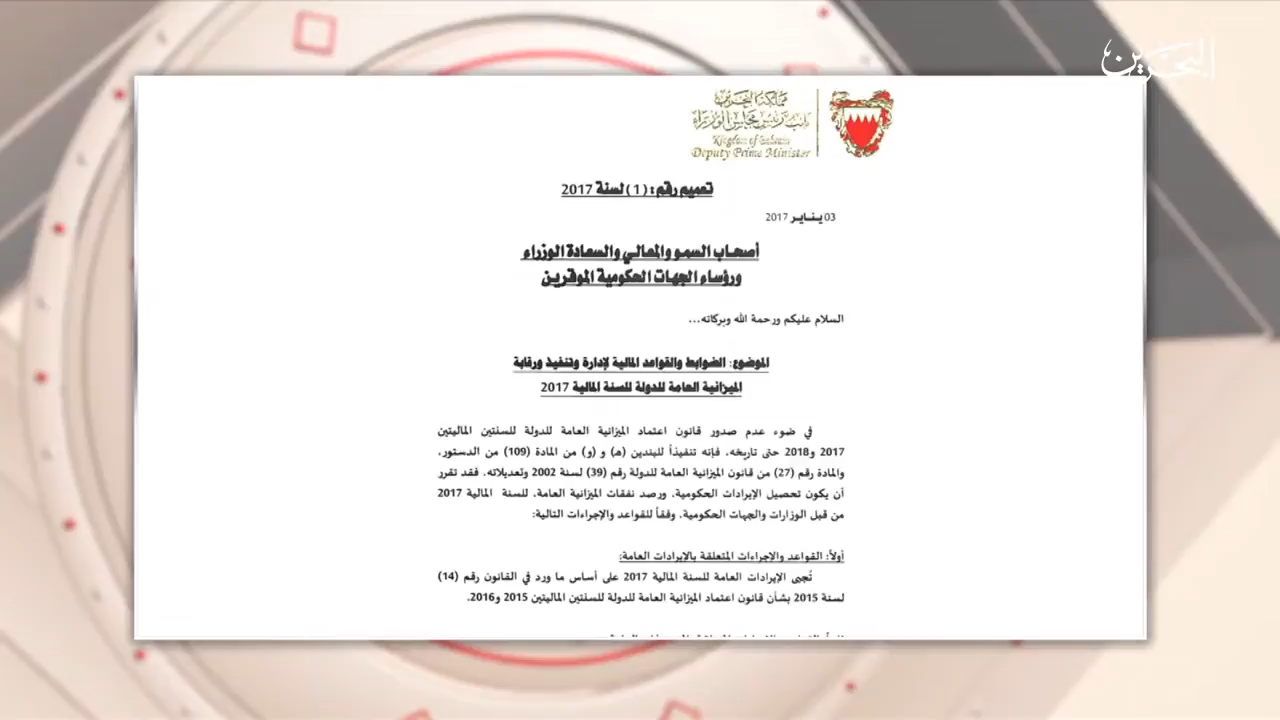 البحرين
مملكة البحرين
نائب رئيس مجلس الوزراء
Kingdom of Bahrain
Deputy Prime Minister
تعميم رقم: (1) لسنة 2017
03 يناير 2017
أصحاب السمو والمعالي والسعادة الوزراء
ورؤساء الجهات الحكومية الموقرين
السلام عليكم ورحمة الله وبركاته...
الموضوع: الضوابط والقواعد المالية لإدارة وتنفيذ ورقابة
الميزانية العامة للدولة للسنة المالية 2017
في ضوء عدم صدور قانون اعتماد الميزانية العامة للدولة للسنتين الماليتين
2017 و2018 حتى تاريخه، فإنه تنفيذاً للبندين (هـ) و (و) من المادة (109) من الدستور،
والمادة رقم (27) من قانون الميزانية العامة للدولة رقم (39) لسنة 2002 وتعديلاته، فقد تقرر
أن يكون تحصيل الإيرادات الحكومية، ورصد نفقات الميزانية العامة، للسنة المالية 2017
من قبل الوزارات والجهات الحكومية، وفقاً للقواعد والإجراءات التالية:
أولاً: القواعد والإجراءات المتعلقة بالإيرادات العامة:
تُجبى الإيرادات العامة للسنة المالية 2017 على أساس ما ورد في القانون رقم (14)
لسنة 2015 بشأن قانون اعتماد الميزانية العامة للدولة للسنتين الماليتين 2015 و2016.